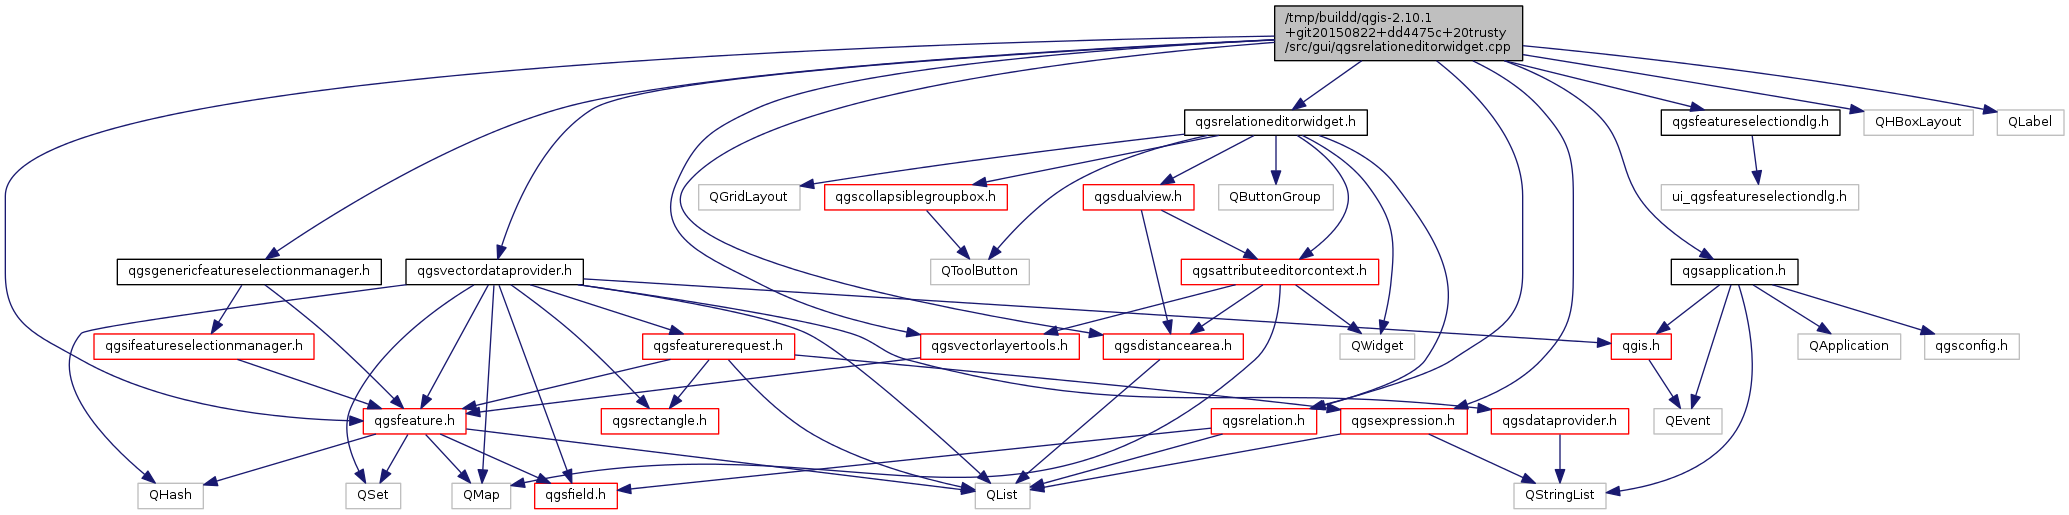 /tmp/buildd/qgis-2.10.1
+git20150822+dd4475c+20trusty
/src/gui/qgsrelationeditorwidget.cpp
qgsrelationeditorwidget.h
qgsfeatureselectiondlg.h
QHBoxLayout
QLabel
QGridLayout
qgscollapsiblegroupbox.h
qgsdualview.h
QButtonGroup
ui_qgsfeatureselectiondlg.h
qgsgenericfeatureselectionmanager.h
qgsvectordataprovider.h
QToolButton
qgsattributeeditorcontext.h
qgsapplication.h
qgsifeatureselectionmanager.h
qgsfeaturerequest.h
qgsvectorlayertools.h
qgsdistancearea.h
QWidget
qgis.h
QApplication
qgsconfig.h
qgsfeature.h
qgsrectangle.h
qgsrelation.h
qgsexpression.h
qgsdataprovider.h
QEvent
QHash
QSet
QMap
qgsfield.h
QList
QStringList